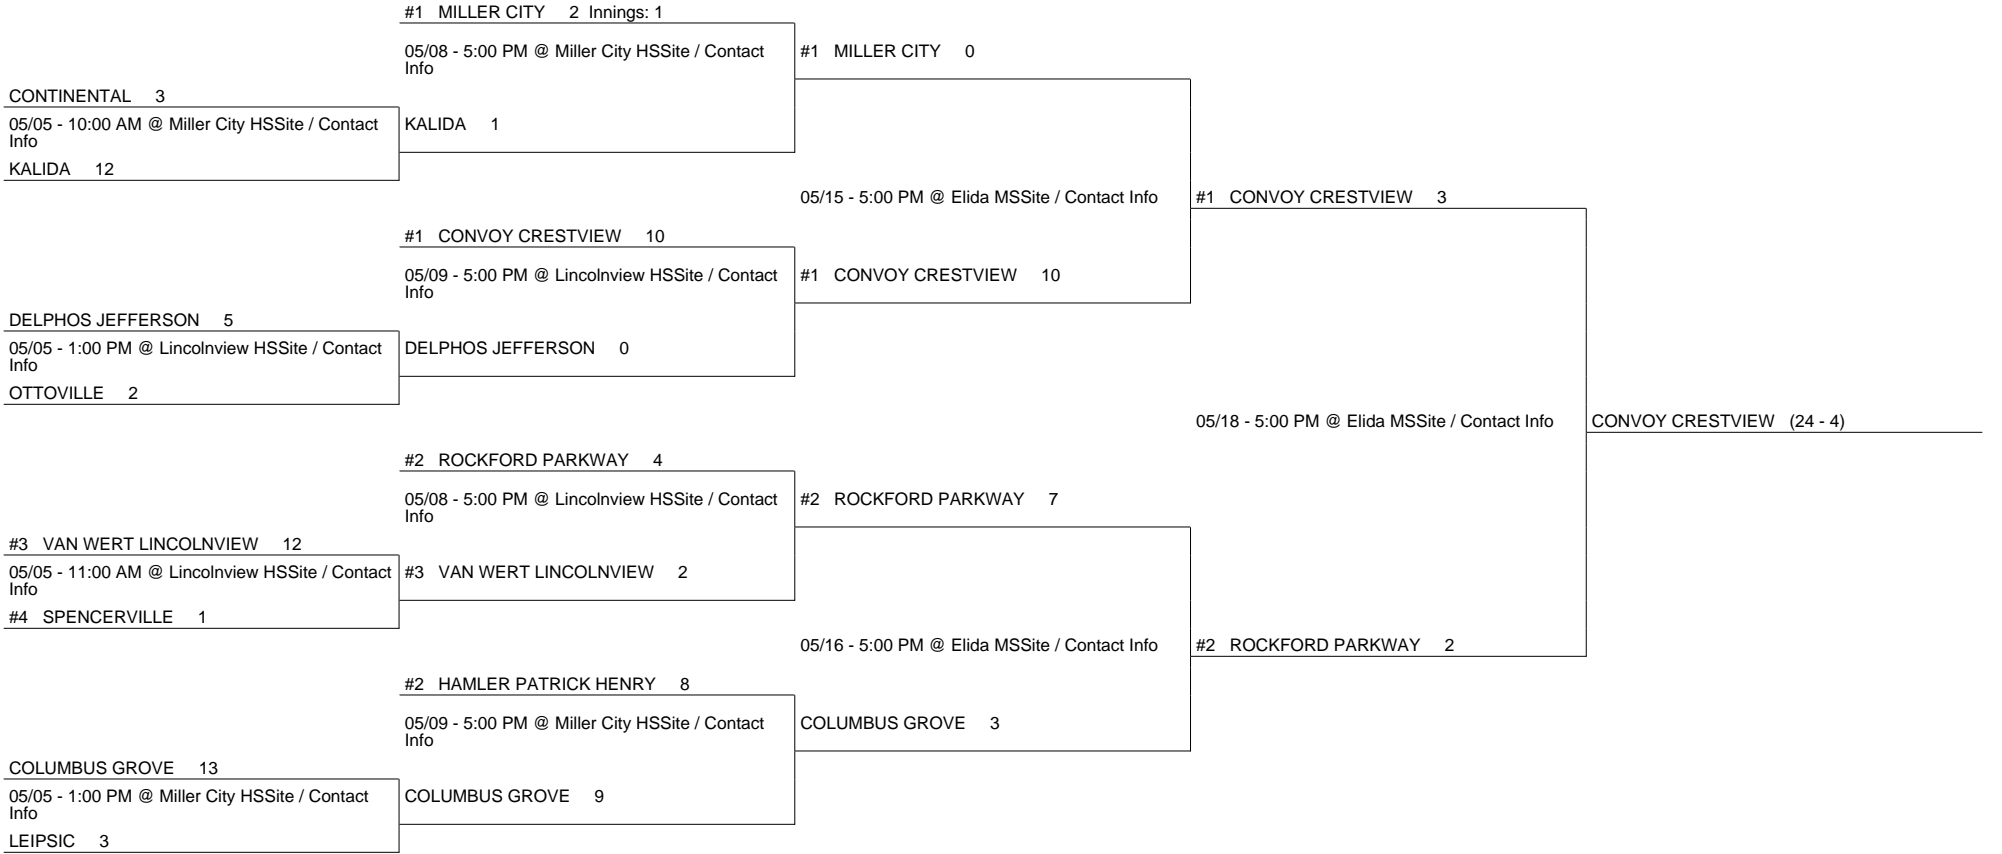 #1 MILLER CITY 2 Innings: 1
05/08 - 5:00 PM @ Miller City HSSite / Contact
Info
#1 MILLER CITY 0
CONTINENTAL 3
05/05 - 10:00 AM @ Miller City HSSite / Contact
Info
KALIDA 1
KALIDA 12
05/15 - 5:00 PM @ Elida MSSite / Contact Info
#1 CONVOY CRESTVIEW 3
#1 CONVOY CRESTVIEW 10
05/09 - 5:00 PM @ Lincolnview HSSite / Contact
Info
#1 CONVOY CRESTVIEW 10
DELPHOS JEFFERSON 5
05/05 - 1:00 PM @ Lincolnview HSSite / Contact
Info
DELPHOS JEFFERSON 0
OTTOVILLE 2
05/18 - 5:00 PM @ Elida MSSite / Contact Info
CONVOY CRESTVIEW (24 - 4)
#2 ROCKFORD PARKWAY 4
05/08 - 5:00 PM @ Lincolnview HSSite / Contact
Info
#2 ROCKFORD PARKWAY 7
#3 VAN WERT LINCOLNVIEW 12
05/05 - 11:00 AM @ Lincolnview HSSite / Contact
Info
#3 VAN WERT LINCOLNVIEW 2
#4 SPENCERVILLE 1
05/16 - 5:00 PM @ Elida MSSite / Contact Info
#2 ROCKFORD PARKWAY 2
#2 HAMLER PATRICK HENRY 8
05/09 - 5:00 PM @ Miller City HSSite / Contact
Info
COLUMBUS GROVE 3
COLUMBUS GROVE 13
05/05 - 1:00 PM @ Miller City HSSite / Contact
Info
COLUMBUS GROVE 9
LEIPSIC 3